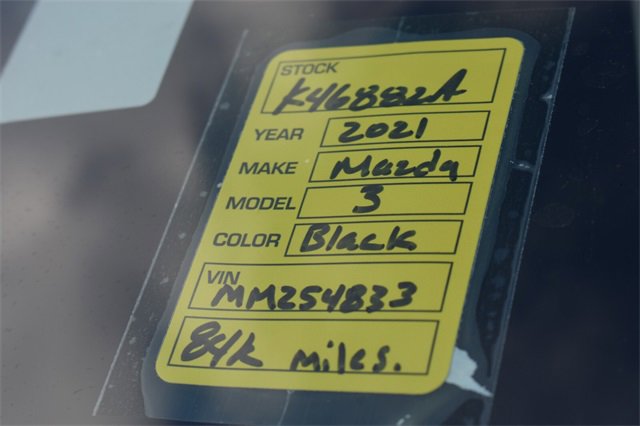 STOCK
K46882A
YEAR 2021
MAKE Mazda
MODEL 3
COLOR Black
VIN
MM254833
84k miles.